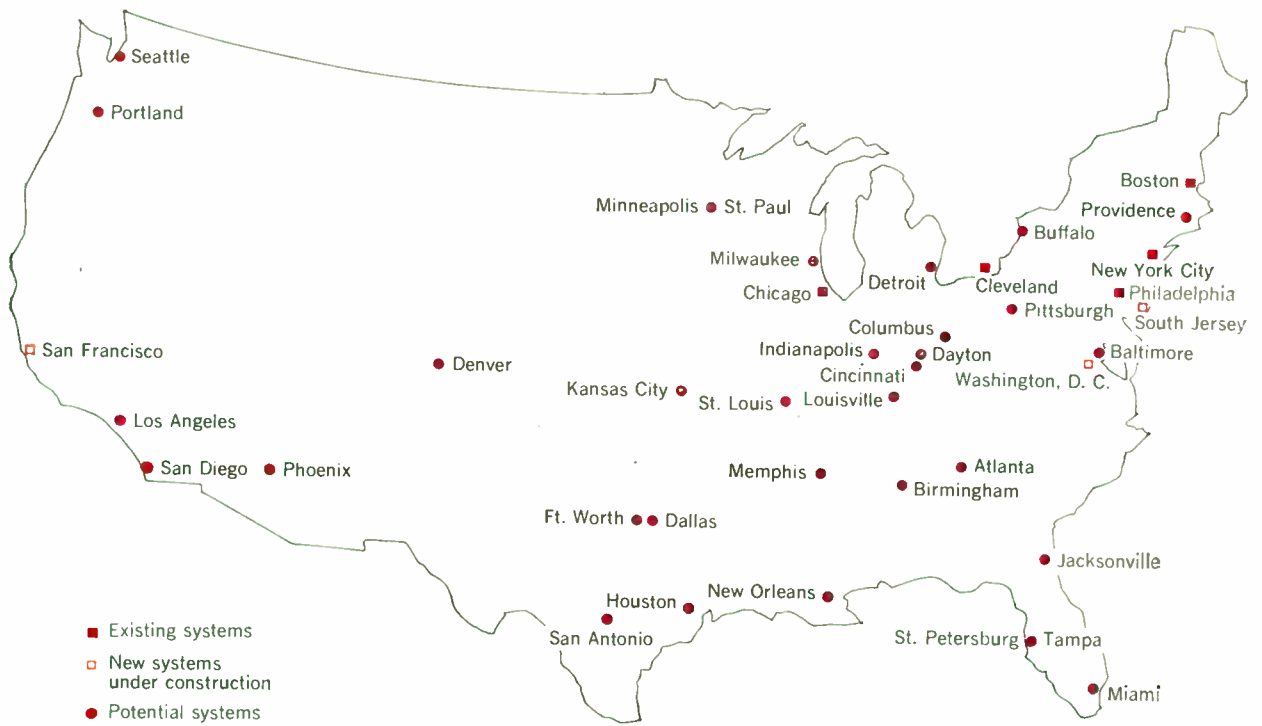 Seattle
Portland
Boston
Minneapolis St. Paul
Providence
Buffalo
Milwaukee
New York City
Detroit
Cleveland
Chicago
Philadelphia
Pittsburgh
South Jersey
Columbus
San Francisco
Indianapolis
Dayton
Baltimore
Denver
Cincinnati
Washington, D. C.
Kansas City
St. Louis
Louisville
Los Angeles
San Diego
Phoenix
Memphis
Atlanta
Birmingham
Ft. Worth
Dallas
Jacksonville
New Orleans
Houston
San Antonio
St. Petersburg
Tampa
Miami
Existing systems
New systems
under construction
Potential systems